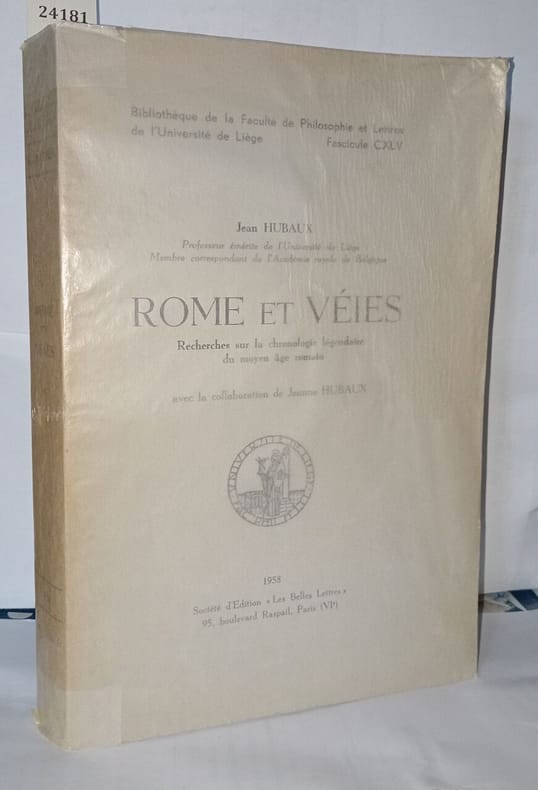 24181
Bibliothèque de la Faculté de Philosophie et Lettres
de l'Université de Liège Fascicule CXLV
Jean HUBAUX
Professeur émérite de l'Université de Liège
Membre correspondant de l'Académie royale de Belgique
ROME ET VÉIES
Recherches sur la chronologie légendaire
du moyen âge romain
avec la collaboration de Jeanne HUBAUX
1958
Société d'Edition « Les Belles Lettres »
95, boulevard Raspail, Paris (VIᵉ)